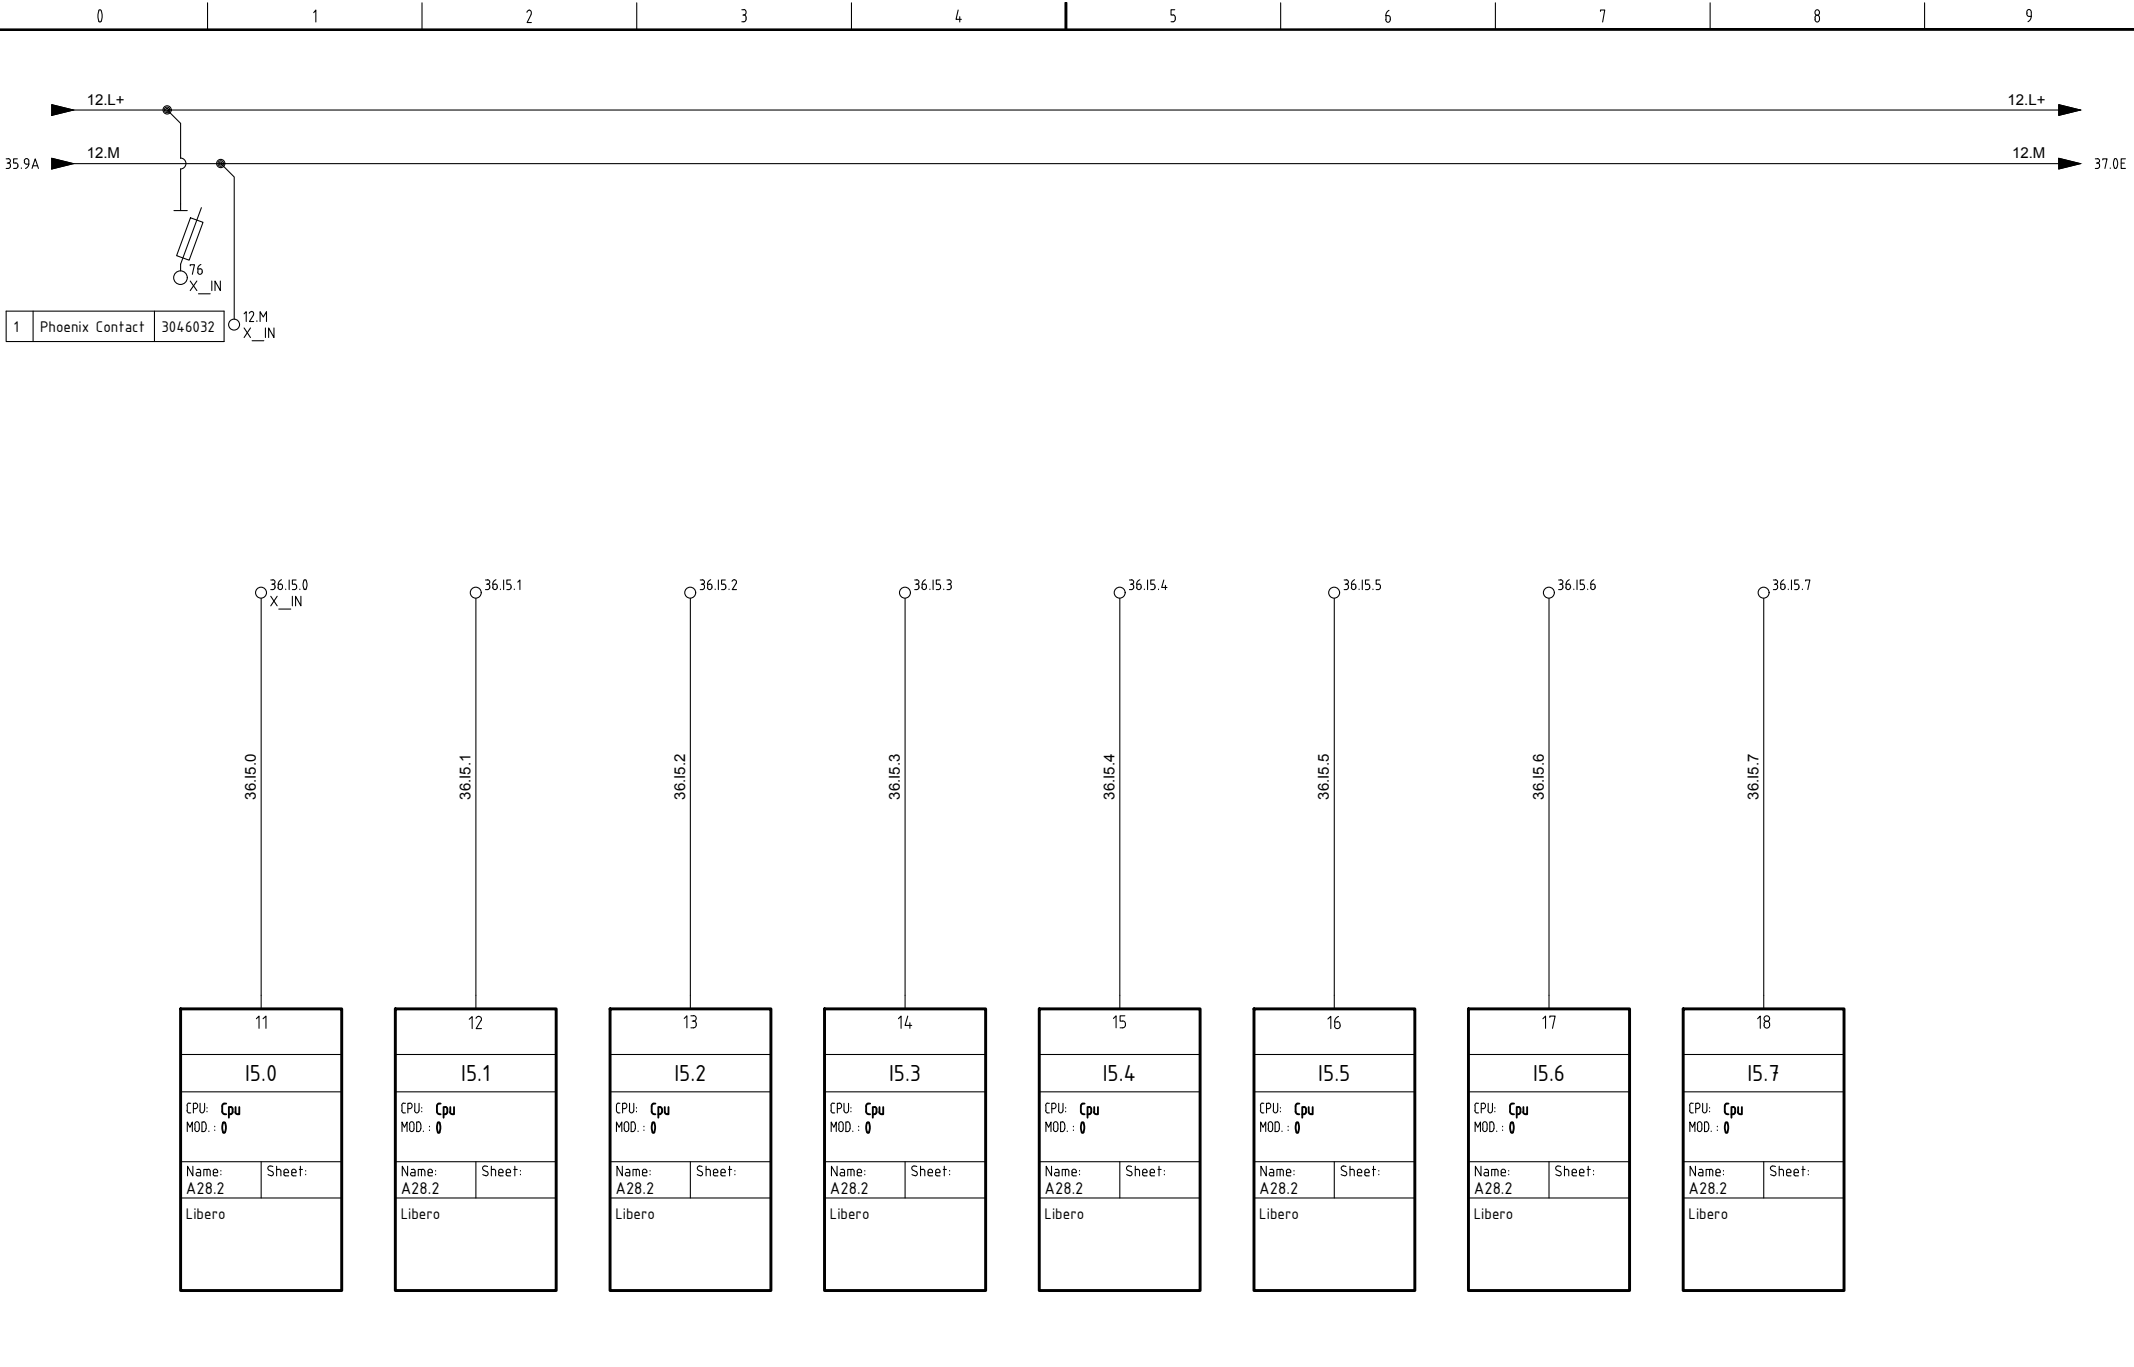 0 1 2 3 4 5 6 7 8 9
12.L+ 12.L+
35.9A 12.M 12.M 37.0E
76
X__IN
1 Phoenix Contact 3046032
12.M
X__IN
36.I5.0 36.I5.1 36.I5.2 36.I5.3 36.I5.4 36.I5.5 36.I5.6 36.I5.7
X__IN
36.I5.0 36.I5.1 36.I5.2 36.I5.3 36.I5.4 36.I5.5 36.I5.6 36.I5.7
11 12 13 14 15 16 17 18
I5.0 I5.1 I5.2 I5.3 I5.4 I5.5 I5.6 I5.7
CPU: Cpu CPU: Cpu CPU: Cpu CPU: Cpu CPU: Cpu CPU: Cpu CPU: Cpu CPU: Cpu
MOD. : 0 MOD. : 0 MOD. : 0 MOD. : 0 MOD. : 0 MOD. : 0 MOD. : 0 MOD. : 0
Name: Sheet: Name: Sheet: Name: Sheet: Name: Sheet: Name: Sheet: Name: Sheet: Name: Sheet: Name: Sheet:
A28.2 A28.2 A28.2 A28.2 A28.2 A28.2 A28.2 A28.2
Libero Libero Libero Libero Libero Libero Libero Libero